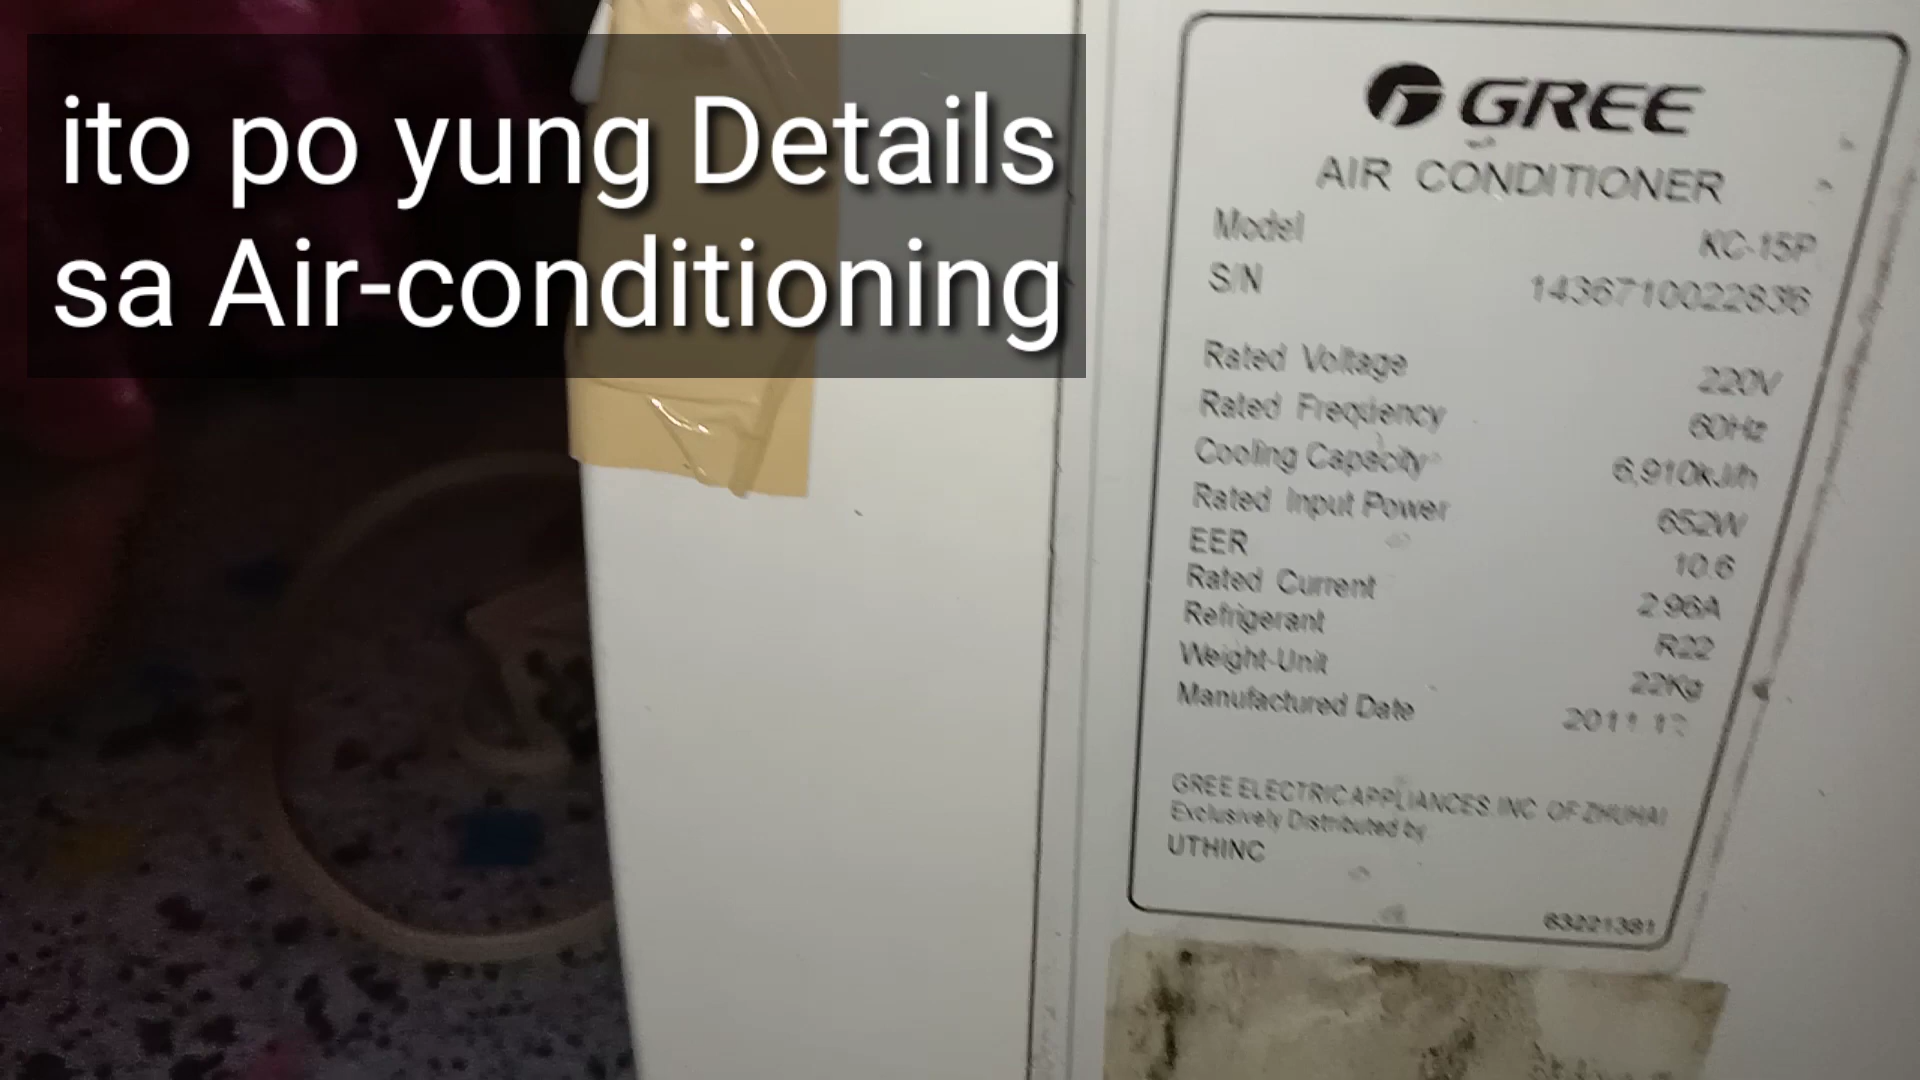 ito po yung Details
sa Air-conditioning
GREE
AIR CONDITIONER
Model KC-15P
S/N 1436710022836
Rated Voltage 220V
Rated Frequency 60Hz
Cooling Capacity 6,910kJ/h
Rated Input Power 652W
EER 10.6
Rated Current 2.96A
Refrigerant R22
Weight-Unit 22Kg
Manufactured Date
GREE ELECTRIC APPLIANCES. INC OF ZHUHAI
Exclusively Distributed by
UTHINC
63221381